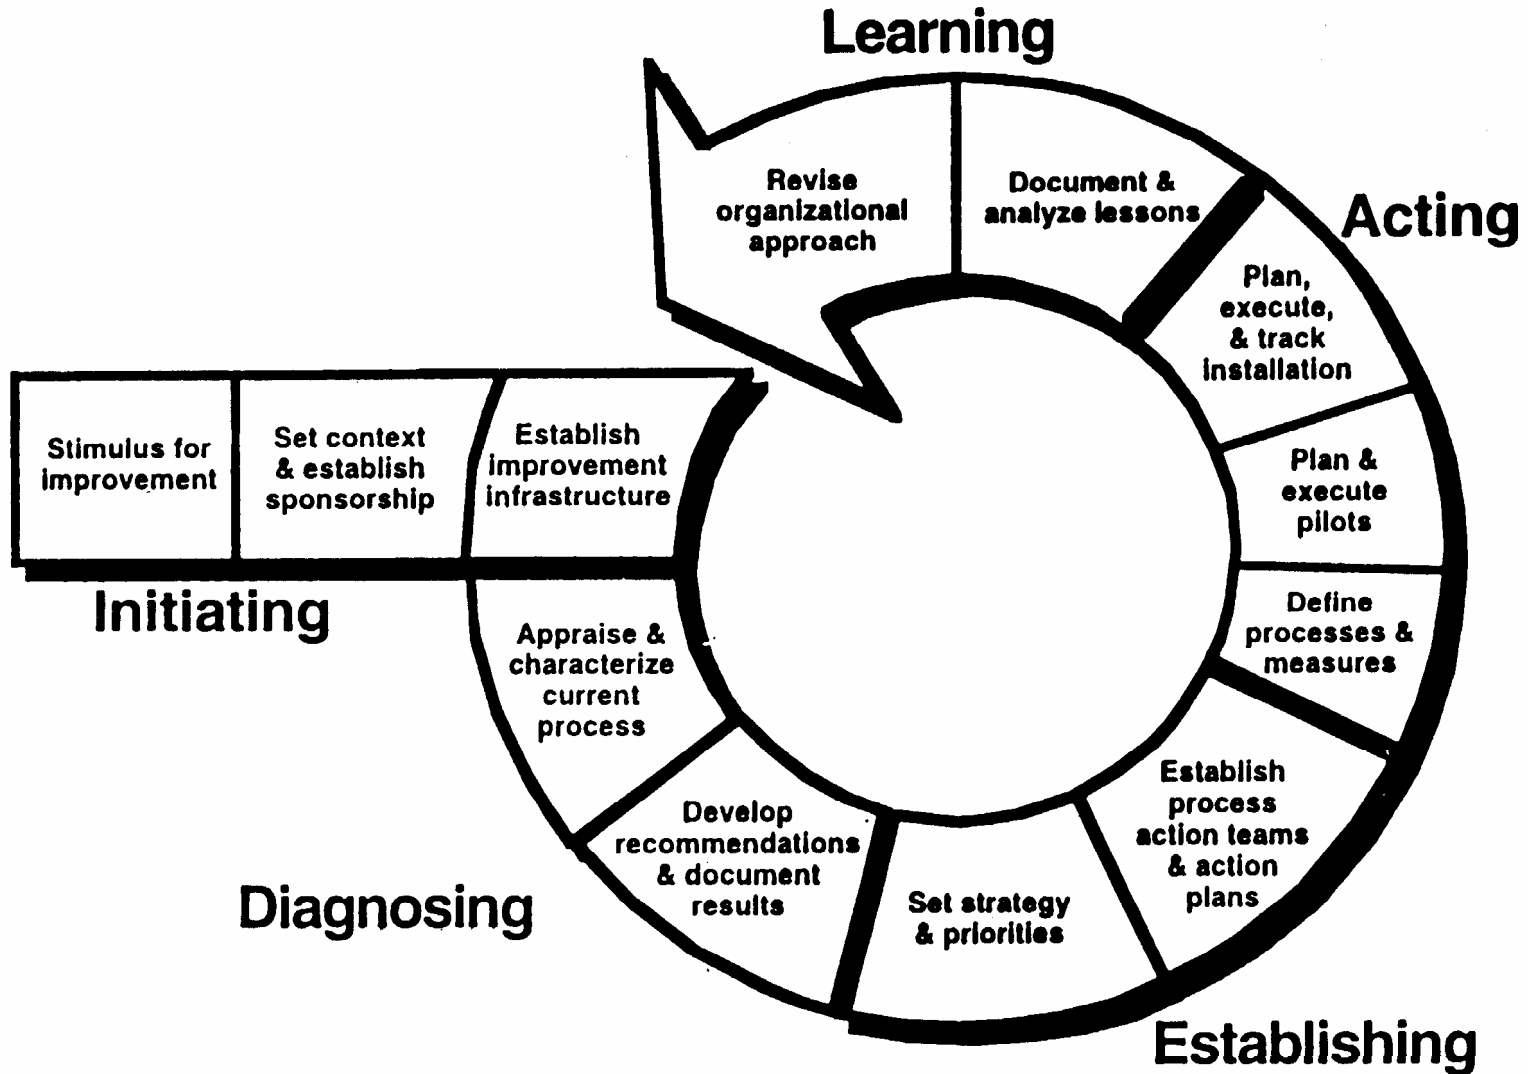 Learning
Revise
organizational
approach
Document &
analyze lessons
Acting
Plan,
execute,
& track
installation
Plan &
execute
pilots
Define
processes &
measures
Stimulus for
improvement
Set context
& establish
sponsorship
Establish
improvement
infrastructure
Initiating
Appraise &
characterize
current
process
Develop
recommendations
& document
results
Diagnosing
Set strategy
& priorities
Establish
process
action teams
& action
plans
Establishing